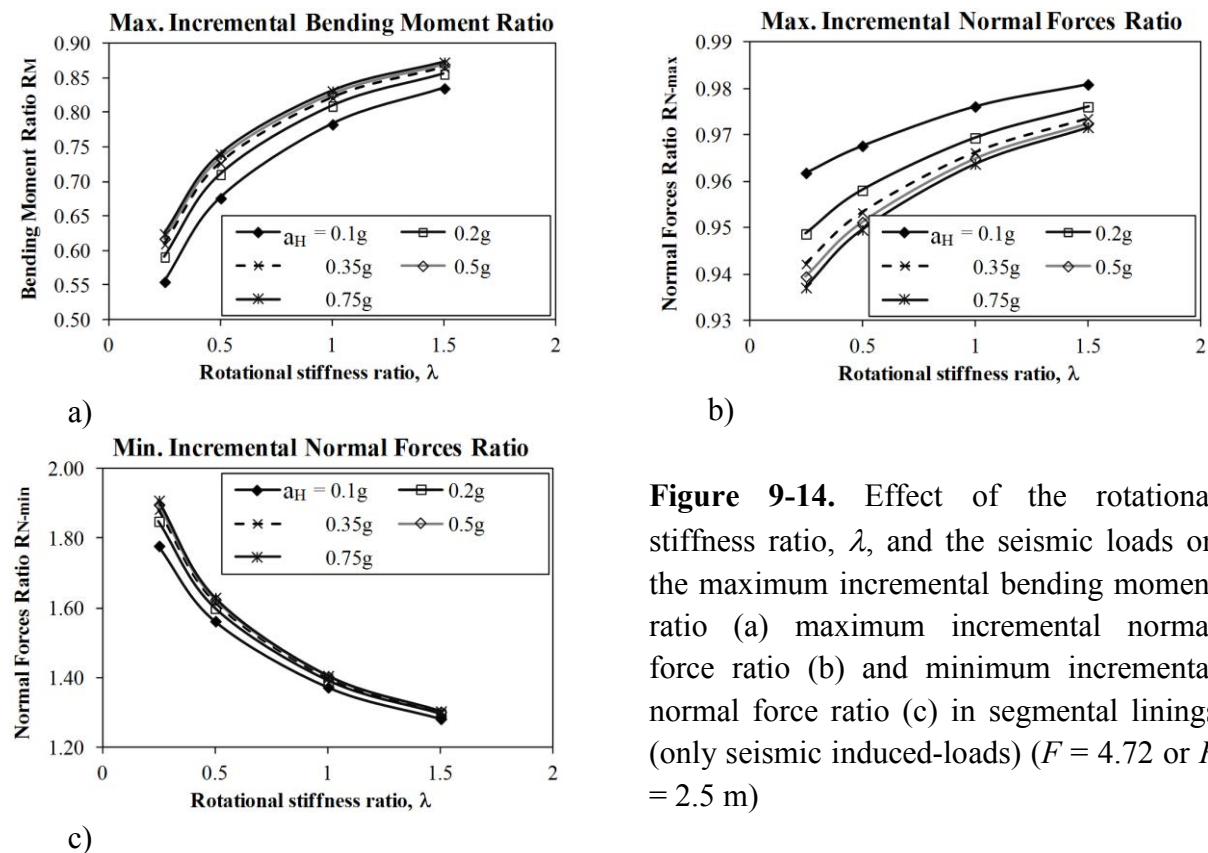 Max. Incremental Bending Moment Ratio
0.90
0.85
0.80
0.75
0.70
0.65
0.60
0.55
0.50
Bending Moment Ratio RM
aH = 0.1g
0.2g
0.35g
0.5g
0.75g
0
0.5
1
1.5
2
Rotational stiffness ratio, λ
a)
Max. Incremental Normal Forces Ratio
0.99
0.98
0.97
0.96
0.95
0.94
0.93
Normal Forces Ratio RN-max
aH = 0.1g
0.2g
0.35g
0.5g
0.75g
0
0.5
1
1.5
2
Rotational stiffness ratio, λ
b)
Min. Incremental Normal Forces Ratio
2.00
1.80
1.60
1.40
1.20
Normal Forces Ratio RN-min
aH = 0.1g
0.2g
0.35g
0.5g
0.75g
0
0.5
1
1.5
2
Rotational stiffness ratio, λ
c)
Figure 9-14. Effect of the rotationa
stiffness ratio, λ, and the seismic loads or
the maximum incremental bending momen
ratio (a) maximum incremental norma
force ratio (b) and minimum incrementa
normal force ratio (c) in segmental linings
(only seismic induced-loads) (F = 4.72 or
= 2.5 m)